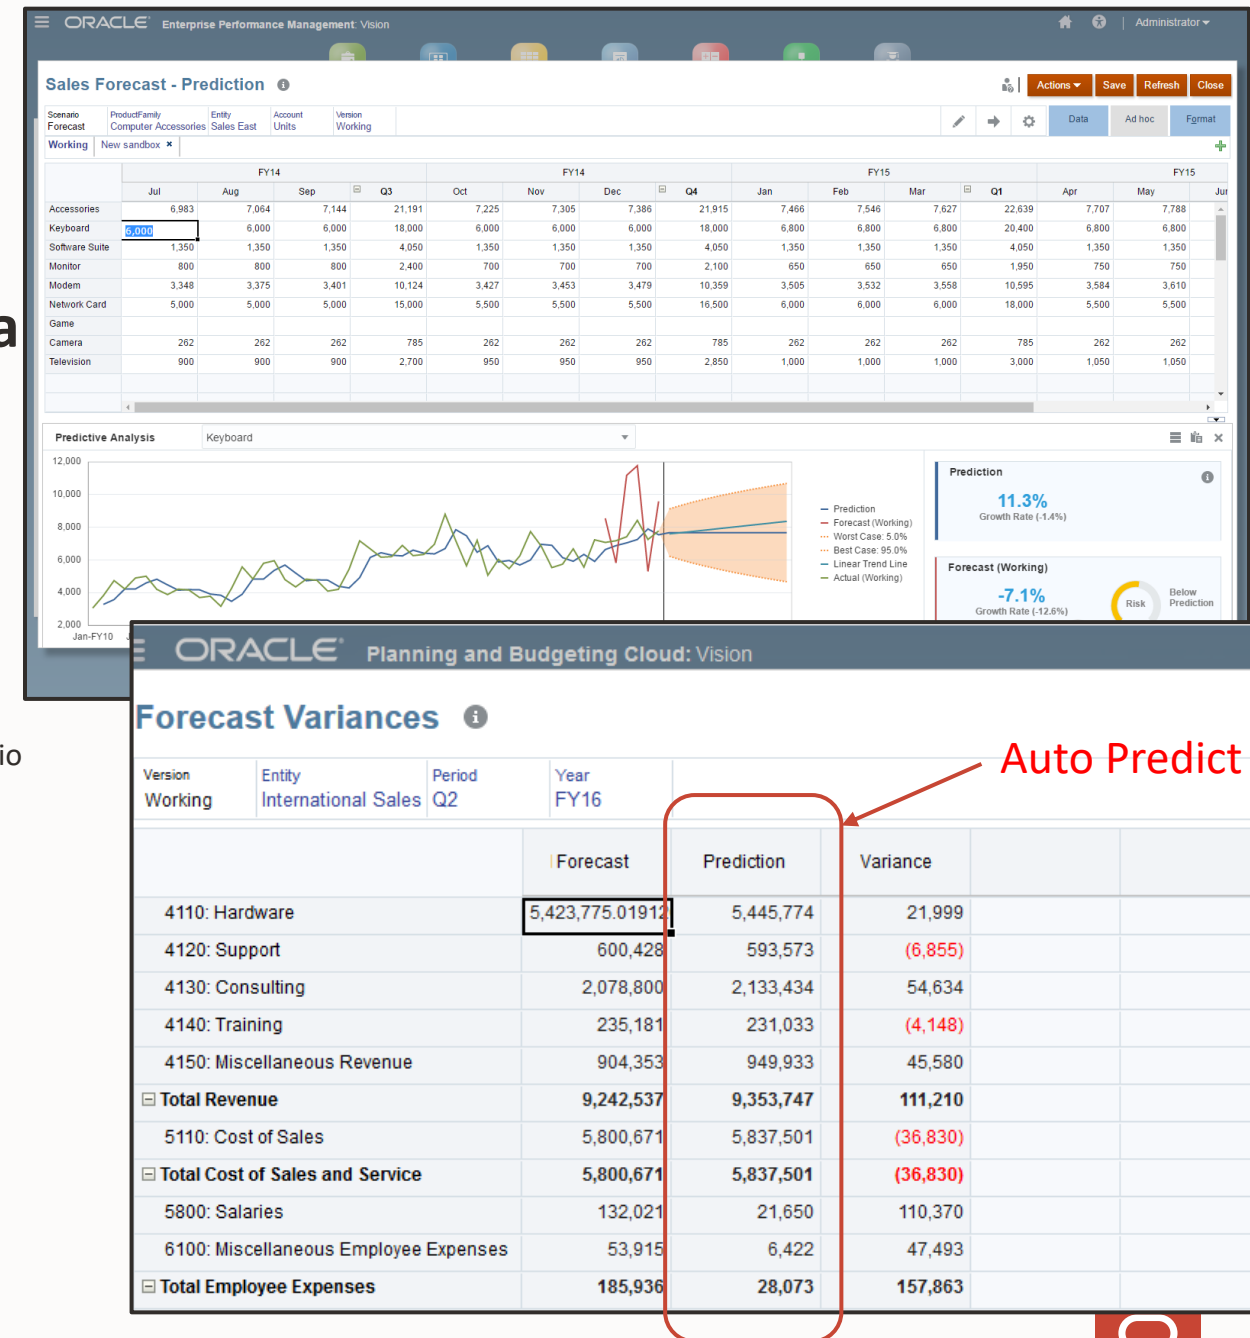 ORACLE Enterprise Performance Management: Vision
Administrator
Sales Forecast - Prediction
Actions Save Refresh Close
Scenario ProductFamily Entity Account Version
Forecast Computer Accessories Sales East Units Working
Data Ad hoc Format
Working New sandbox ×
FY14 FY14 FY15 FY15
Jul Aug Sep Q3 Oct Nov Dec Q4 Jan Feb Mar Q1 Apr May Jun
Accessories 6,983 7,064 7,144 21,191 7,225 7,305 7,386 21,915 7,466 7,546 7,627 22,639 7,707 7,788
Keyboard 6,000 6,000 6,000 18,000 6,000 6,000 6,000 18,000 6,800 6,800 6,800 20,400 6,800 6,800
Software Suite 1,350 1,350 1,350 4,050 1,350 1,350 1,350 4,050 1,350 1,350 1,350 4,050 1,350 1,350
Monitor 800 800 800 2,400 700 700 700 2,100 650 650 650 1,950 750 750
Modem 3,348 3,375 3,401 10,124 3,427 3,453 3,479 10,359 3,505 3,532 3,558 10,595 3,584 3,610
Network Card 5,000 5,000 5,000 15,000 5,500 5,500 5,500 16,500 6,000 6,000 6,000 18,000 5,500 5,500
a
Game
Camera 262 262 262 785 262 262 262 785 262 262 262 785 262 262
Television 900 900 900 2,700 950 950 950 2,850 1,000 1,000 1,000 3,000 1,050 1,050
Predictive Analysis Keyboard
12,000
10,000
8,000
6,000
4,000
2,000
Jan-FY10
Prediction
Forecast (Working)
Worst Case: 5.0%
Best Case: 95.0%
Linear Trend Line
Actual (Working)
Prediction
11.3%
Growth Rate (-1.4%)
Forecast (Working)
-7.1%
Growth Rate (-12.6%)
Risk
Below
Prediction
ORACLE Planning and Budgeting Cloud: Vision
Forecast Variances
io
Auto Predict
Version Entity Period Year
Working International Sales Q2 FY16
Forecast Prediction Variance
4110: Hardware 5,423,775.01912 5,445,774 21,999
4120: Support 600,428 593,573 (6,855)
4130: Consulting 2,078,800 2,133,434 54,634
4140: Training 235,181 231,033 (4,148)
4150: Miscellaneous Revenue 904,353 949,933 45,580
Total Revenue 9,242,537 9,353,747 111,210
5110: Cost of Sales 5,800,671 5,837,501 (36,830)
Total Cost of Sales and Service 5,800,671 5,837,501 (36,830)
5800: Salaries 132,021 21,650 110,370
6100: Miscellaneous Employee Expenses 53,915 6,422 47,493
Total Employee Expenses 185,936 28,073 157,863